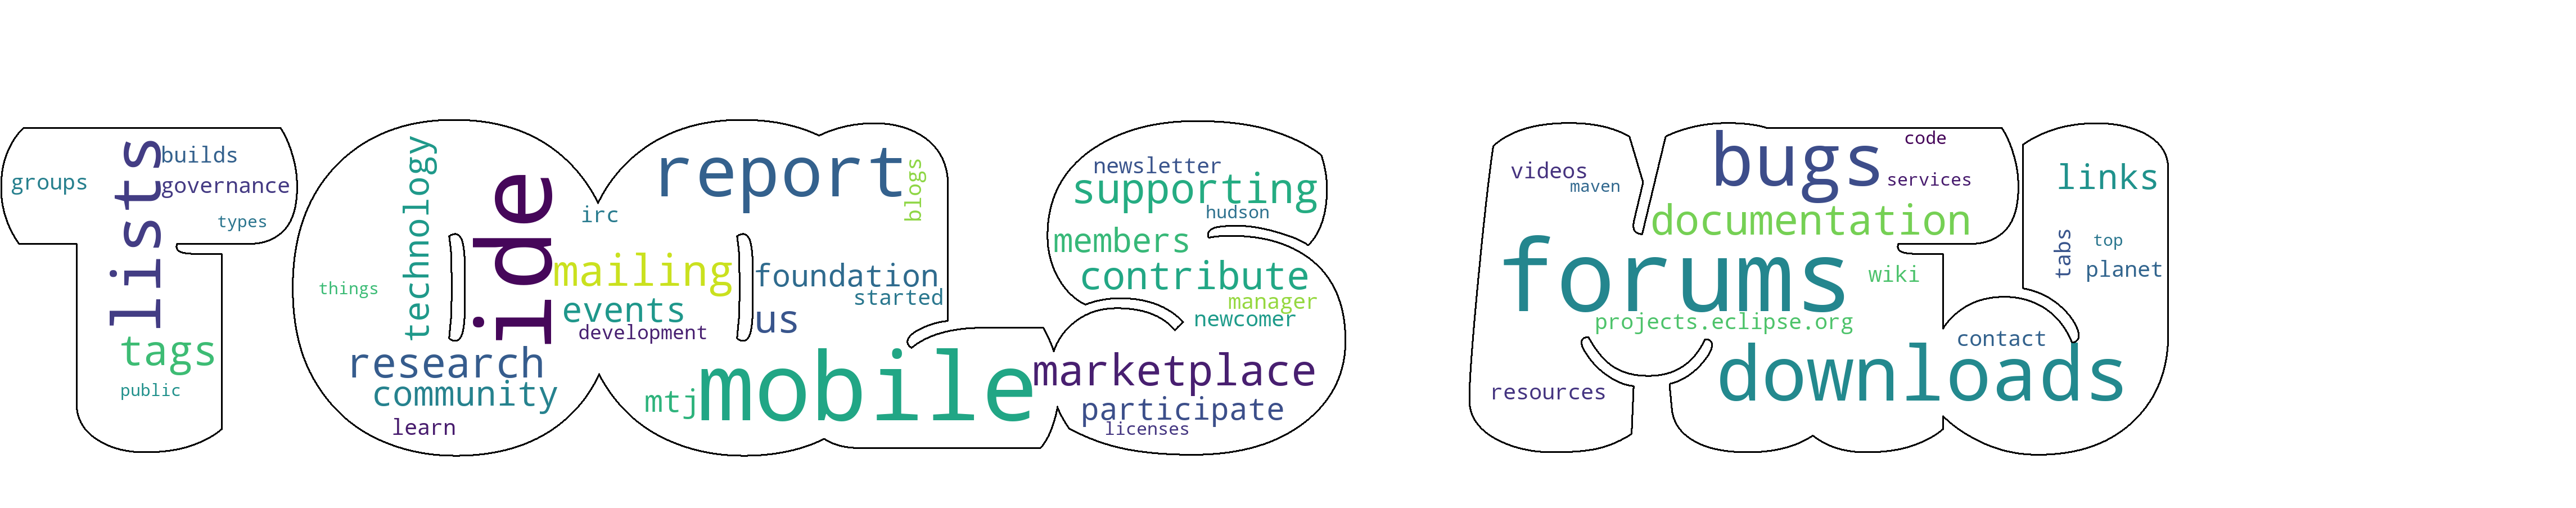 groups
lists
builds
governance
types
tags
public
technology
things
ide
research
community
learn
report
irc
blogs
mailing
events
development
foundation
started
us
mtj
mobile
newsletter
supporting
hudson
members
contribute
manager
newcomer
marketplace
participate
licenses
videos
maven
bugs
code
services
documentation
forums
wiki
projects.eclipse.org
resources
downloads
contact
links
tabs
top
planet